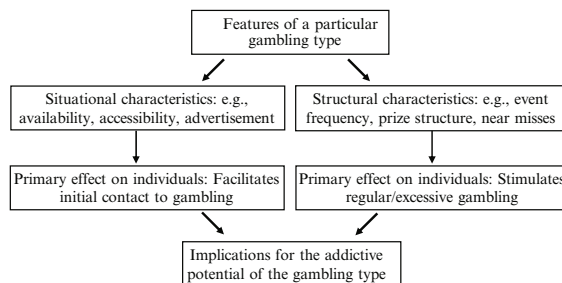 Features of a particular
gambling type
Situational characteristics: e.g.,
availability, accessibility, advertisement
Structural characteristics: e.g., event
frequency, prize structure, near misses
Primary effect on individuals: Facilitates
initial contact to gambling
Primary effect on individuals: Stimulates
regular/excessive gambling
Implications for the addictive
potential of the gambling type